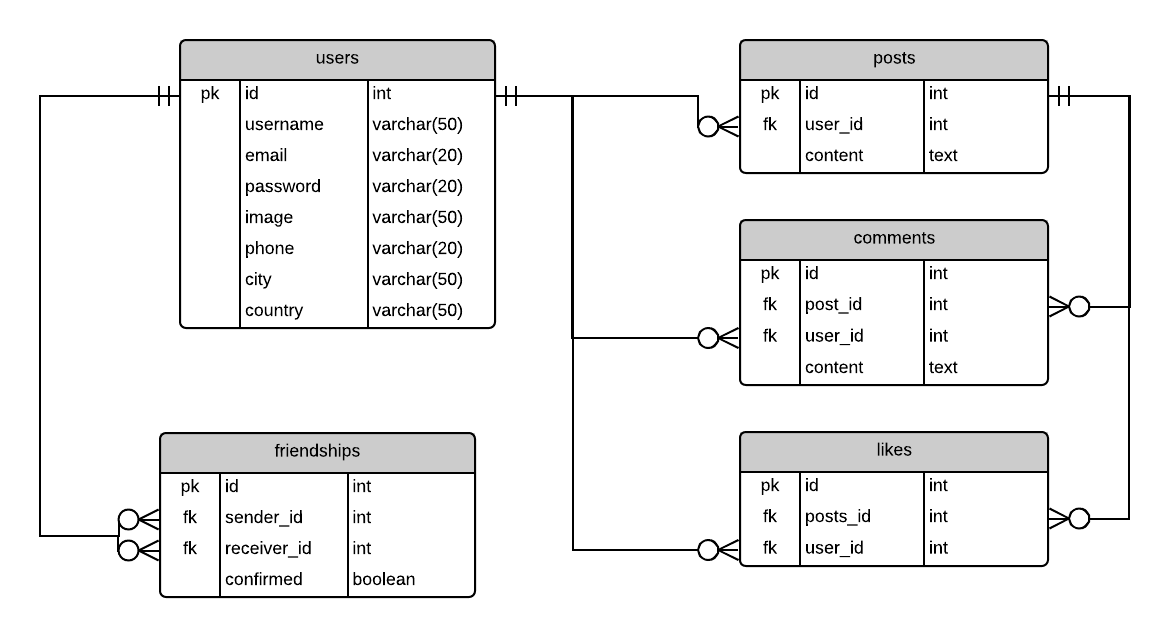 users
pk id int
username varchar(50)
email varchar(20)
password varchar(20)
image varchar(50)
phone varchar(20)
city varchar(50)
country varchar(50)
posts
pk id int
fk user_id int
content text
comments
pk id int
fk post_id int
fk user_id int
content text
friendships
pk id int
fk sender_id int
fk receiver_id int
confirmed boolean
likes
pk id int
fk posts_id int
fk user_id int